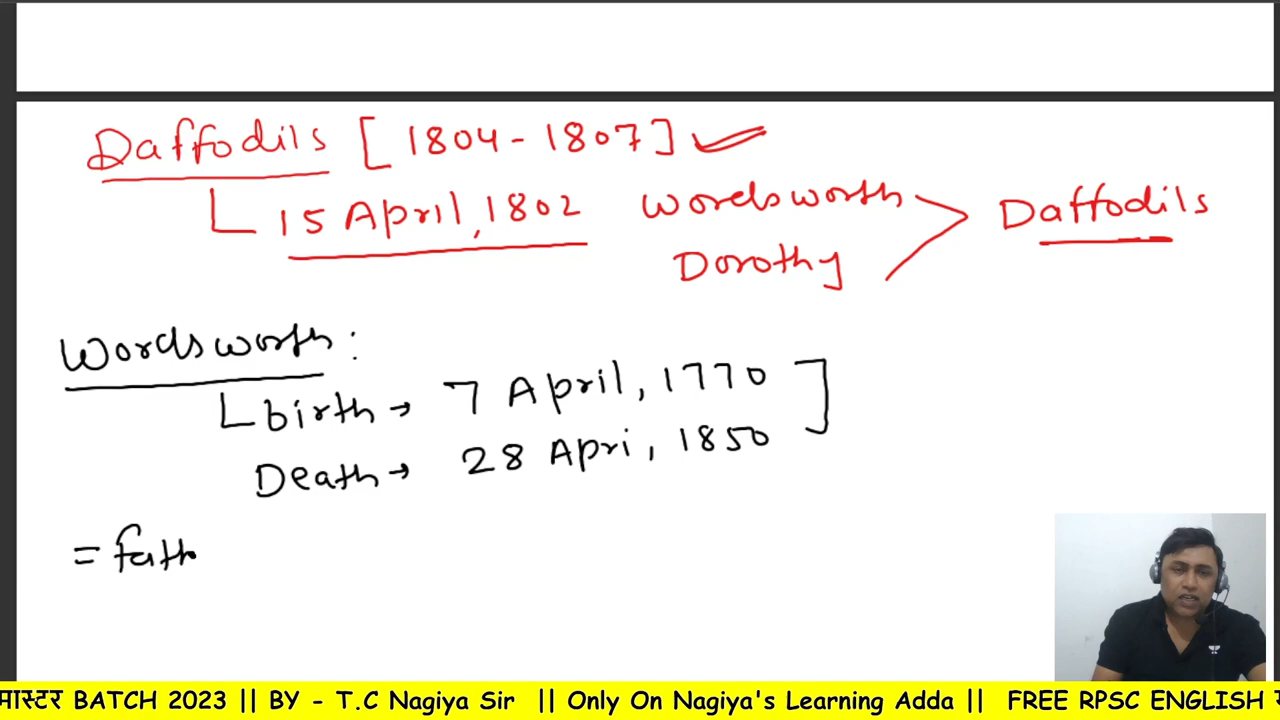 Daffodils [1804-1807]
15 April, 1802 Wordsworth Daffodils
Dorothy
Wordsworth:
birth → 7 April, 1770
Death → 28 Apri, 1850
= fath
मास्टर BATCH 2023 || BY - T.C Nagiya Sir || Only On Nagiya's Learning Adda || FREE RPSC ENGLISH